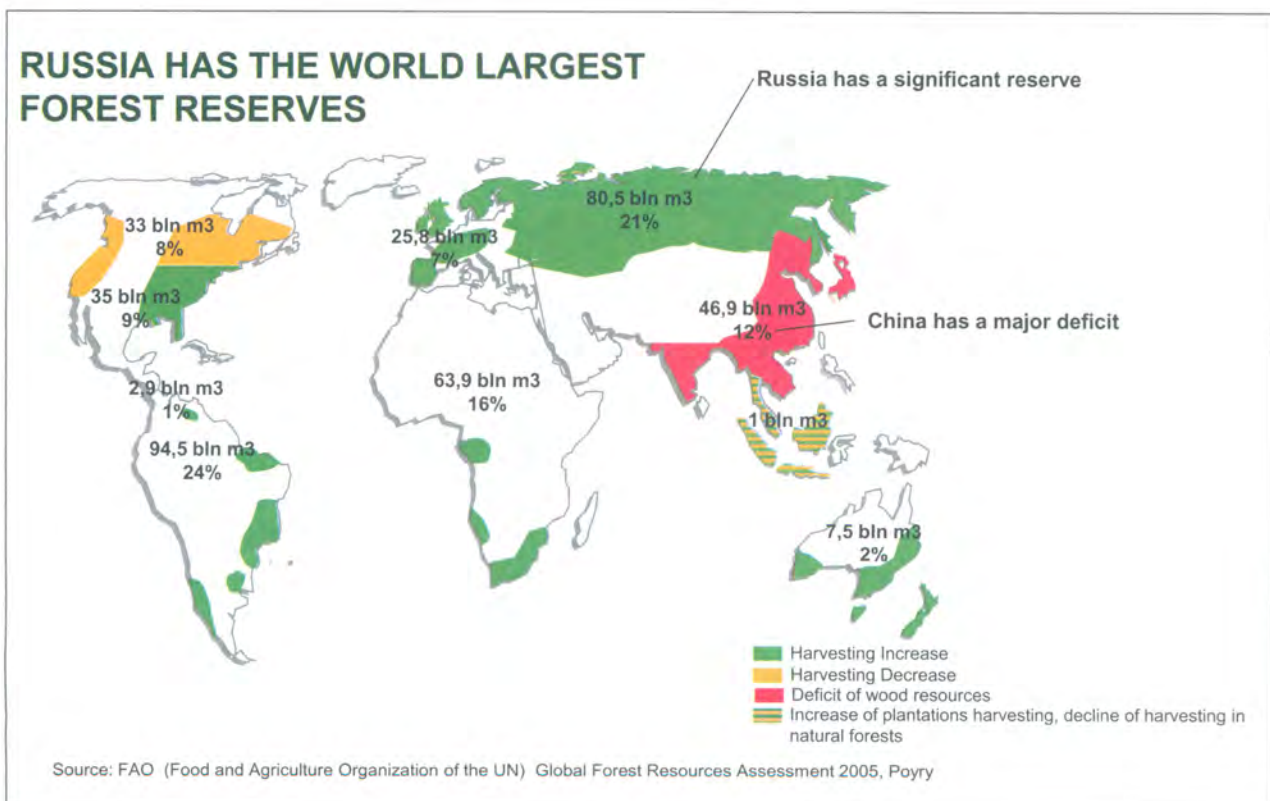 RUSSIA HAS THE WORLD LARGEST
FOREST RESERVES
Russia has a significant reserve
80,5 bln m3
21%
33 bln m3
8%
25,8 bln m3
7%
35 bln m3
9%
46,9 bln m3
12%
China has a major deficit
2,9 bln m3
1%
63,9 bln m3
16%
94,5 bln m3
24%
1 bln m3
7,5 bln m3
2%
Harvesting Increase
Harvesting Decrease
Deficit of wood resources
Increase of plantations harvesting, decline of harvesting in
natural forests
Source: FAO (Food and Agriculture Organization of the UN) Global Forest Resources Assessment 2005, Poyry